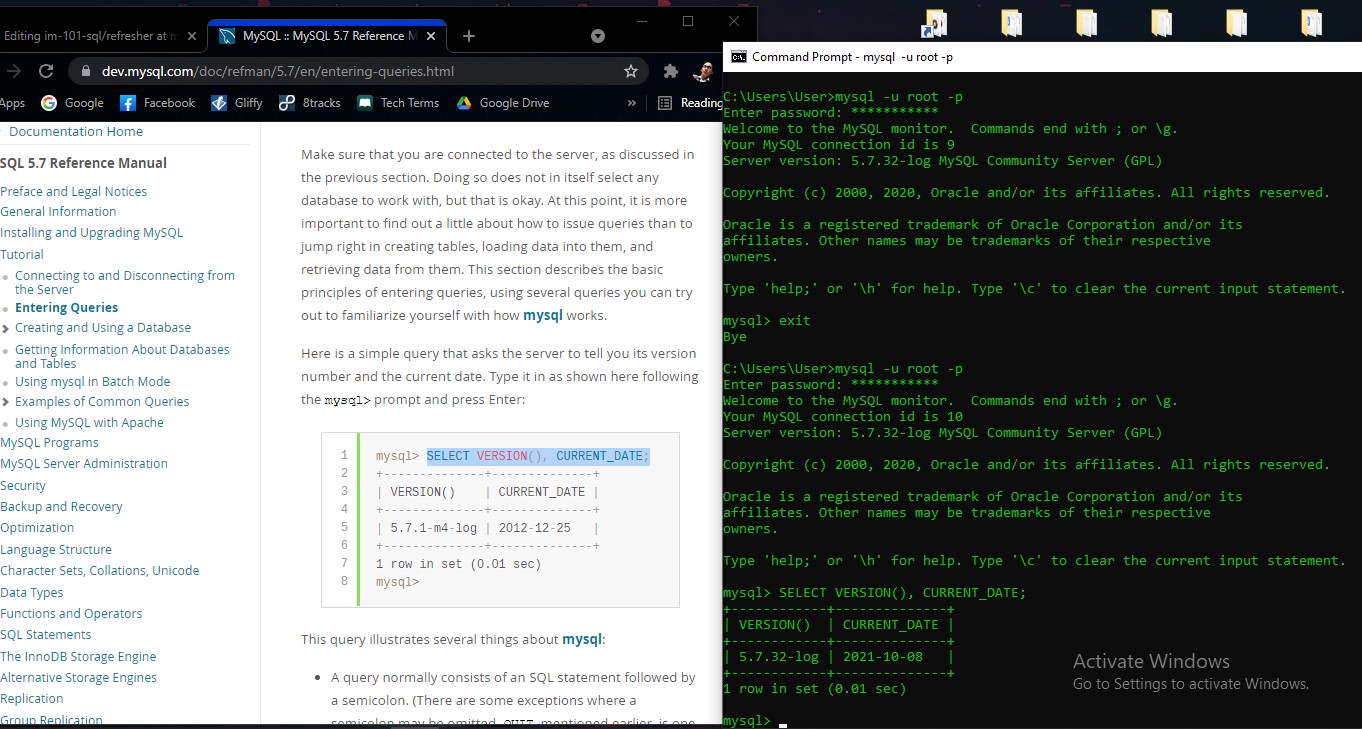 Editing im-101-sql/refresher at m
MySQL :: MySQL 5.7 Reference M
dev.mysql.com/doc/refman/5.7/en/entering-queries.html
Apps
Google
Facebook
Gliffy
8tracks
Tech Terms
Google Drive
»
Reading
Documentation Home
SQL 5.7 Reference Manual
Preface and Legal Notices
General Information
Installing and Upgrading MySQL
Tutorial
Connecting to and Disconnecting from
the Server
Entering Queries
Creating and Using a Database
Getting Information About Databases
and Tables
Using mysql in Batch Mode
Examples of Common Queries
Using MySQL with Apache
MySQL Programs
MySQL Server Administration
Security
Backup and Recovery
Optimization
Language Structure
Character Sets, Collations, Unicode
Data Types
Functions and Operators
SQL Statements
The InnoDB Storage Engine
Alternative Storage Engines
Replication
Group Replication
Make sure that you are connected to the server, as discussed in
the previous section. Doing so does not in itself select any
database to work with, but that is okay. At this point, it is more
important to find out a little about how to issue queries than to
jump right in creating tables, loading data into them, and
retrieving data from them. This section describes the basic
principles of entering queries, using several queries you can try
out to familiarize yourself with how mysql works.
Here is a simple query that asks the server to tell you its version
number and the current date. Type it in as shown here following
the mysql> prompt and press Enter:
1 mysql> SELECT VERSION(), CURRENT_DATE;
2 +--------------+--------------+
3 | VERSION()    | CURRENT_DATE |
4 +--------------+--------------+
5 | 5.7.1-m4-log | 2012-12-25   |
6 +--------------+--------------+
7 1 row in set (0.01 sec)
8 mysql>
This query illustrates several things about mysql:
• A query normally consists of an SQL statement followed by
a semicolon. (There are some exceptions where a
semicolon may be omitted. QUIT, mentioned earlier, is one
Command Prompt - mysql -u root -p
C:\Users\User>mysql -u root -p
Enter password: ***********
Welcome to the MySQL monitor.  Commands end with ; or \g.
Your MySQL connection id is 9
Server version: 5.7.32-log MySQL Community Server (GPL)
Copyright (c) 2000, 2020, Oracle and/or its affiliates. All rights reserved.
Oracle is a registered trademark of Oracle Corporation and/or its
affiliates. Other names may be trademarks of their respective
owners.
Type 'help;' or '\h' for help. Type '\c' to clear the current input statement.
mysql> exit
Bye
C:\Users\User>mysql -u root -p
Enter password: ***********
Welcome to the MySQL monitor.  Commands end with ; or \g.
Your MySQL connection id is 10
Server version: 5.7.32-log MySQL Community Server (GPL)
Copyright (c) 2000, 2020, Oracle and/or its affiliates. All rights reserved.
Oracle is a registered trademark of Oracle Corporation and/or its
affiliates. Other names may be trademarks of their respective
owners.
Type 'help;' or '\h' for help. Type '\c' to clear the current input statement.
mysql> SELECT VERSION(), CURRENT_DATE;
+------------+--------------+
| VERSION()  | CURRENT_DATE |
+------------+--------------+
| 5.7.32-log | 2021-10-08   |
+------------+--------------+
1 row in set (0.01 sec)
mysql> _
Activate Windows
Go to Settings to activate Windows.